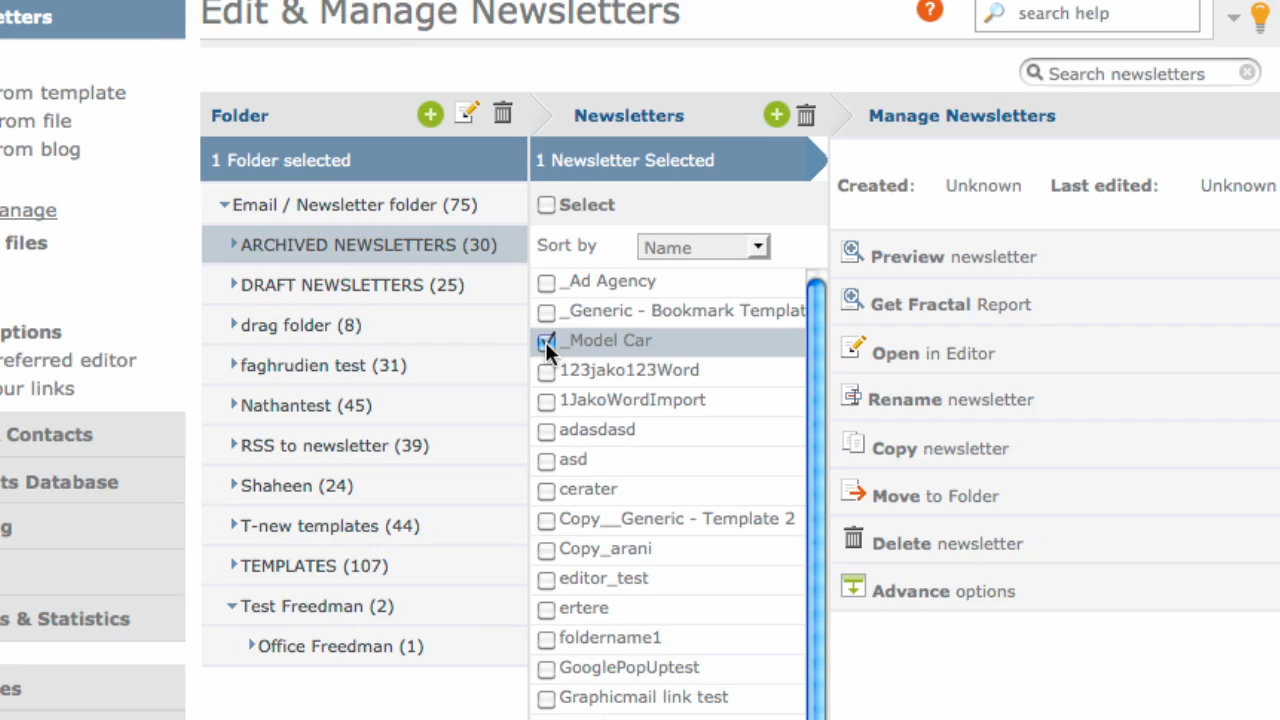 etters
Edit & Manage Newsletters
?
search help
Search newsletters
rom template
rom file
rom blog
anage
files
ptions
referred editor
our links
Contacts
ts Database
g
s & Statistics
es
Folder
1 Folder selected
Email / Newsletter folder (75)
ARCHIVED NEWSLETTERS (30)
DRAFT NEWSLETTERS (25)
drag folder (8)
faghrudien test (31)
Nathantest (45)
RSS to newsletter (39)
Shaheen (24)
T-new templates (44)
TEMPLATES (107)
Test Freedman (2)
Office Freedman (1)
Newsletters
1 Newsletter Selected
Select
Sort by Name
_Ad Agency
_Generic - Bookmark Templat
_Model Car
123jako123Word
1JakoWordImport
adasdasd
asd
cerater
Copy__Generic - Template 2
Copy_arani
editor_test
ertere
foldername1
GooglePopUptest
Graphicmail link test
Manage Newsletters
Created: Unknown Last edited: Unknown
Preview newsletter
Get Fractal Report
Open in Editor
Rename newsletter
Copy newsletter
Move to Folder
Delete newsletter
Advance options